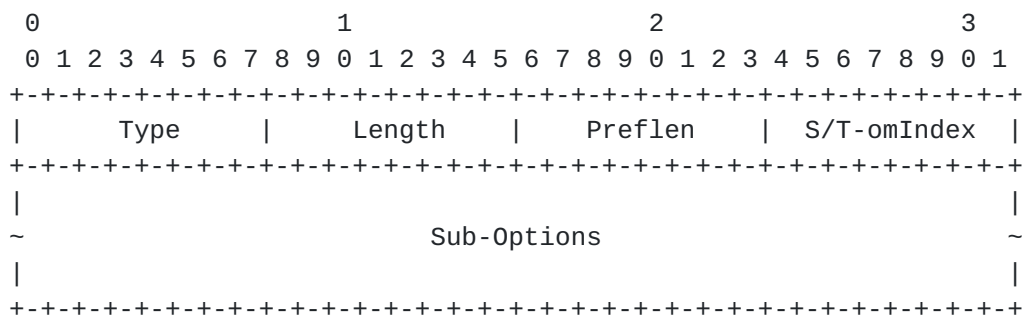 0                   1                   2                   3
 0 1 2 3 4 5 6 7 8 9 0 1 2 3 4 5 6 7 8 9 0 1 2 3 4 5 6 7 8 9 0 1
+-+-+-+-+-+-+-+-+-+-+-+-+-+-+-+-+-+-+-+-+-+-+-+-+-+-+-+-+-+-+-+-+
|      Type     |     Length    |    Preflen    |  S/T-omIndex  |
+-+-+-+-+-+-+-+-+-+-+-+-+-+-+-+-+-+-+-+-+-+-+-+-+-+-+-+-+-+-+-+-+
|                                                               |
~                          Sub-Options                          ~
|                                                               |
+-+-+-+-+-+-+-+-+-+-+-+-+-+-+-+-+-+-+-+-+-+-+-+-+-+-+-+-+-+-+-+-+